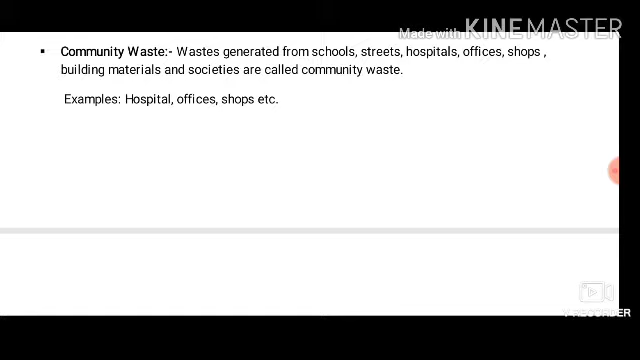 Made with KINEMASTER
▪ Community Waste:- Wastes generated from schools, streets, hospitals, offices, shops ,
building materials and societies are called community waste.
Examples: Hospital, offices, shops etc.
V RECORDER